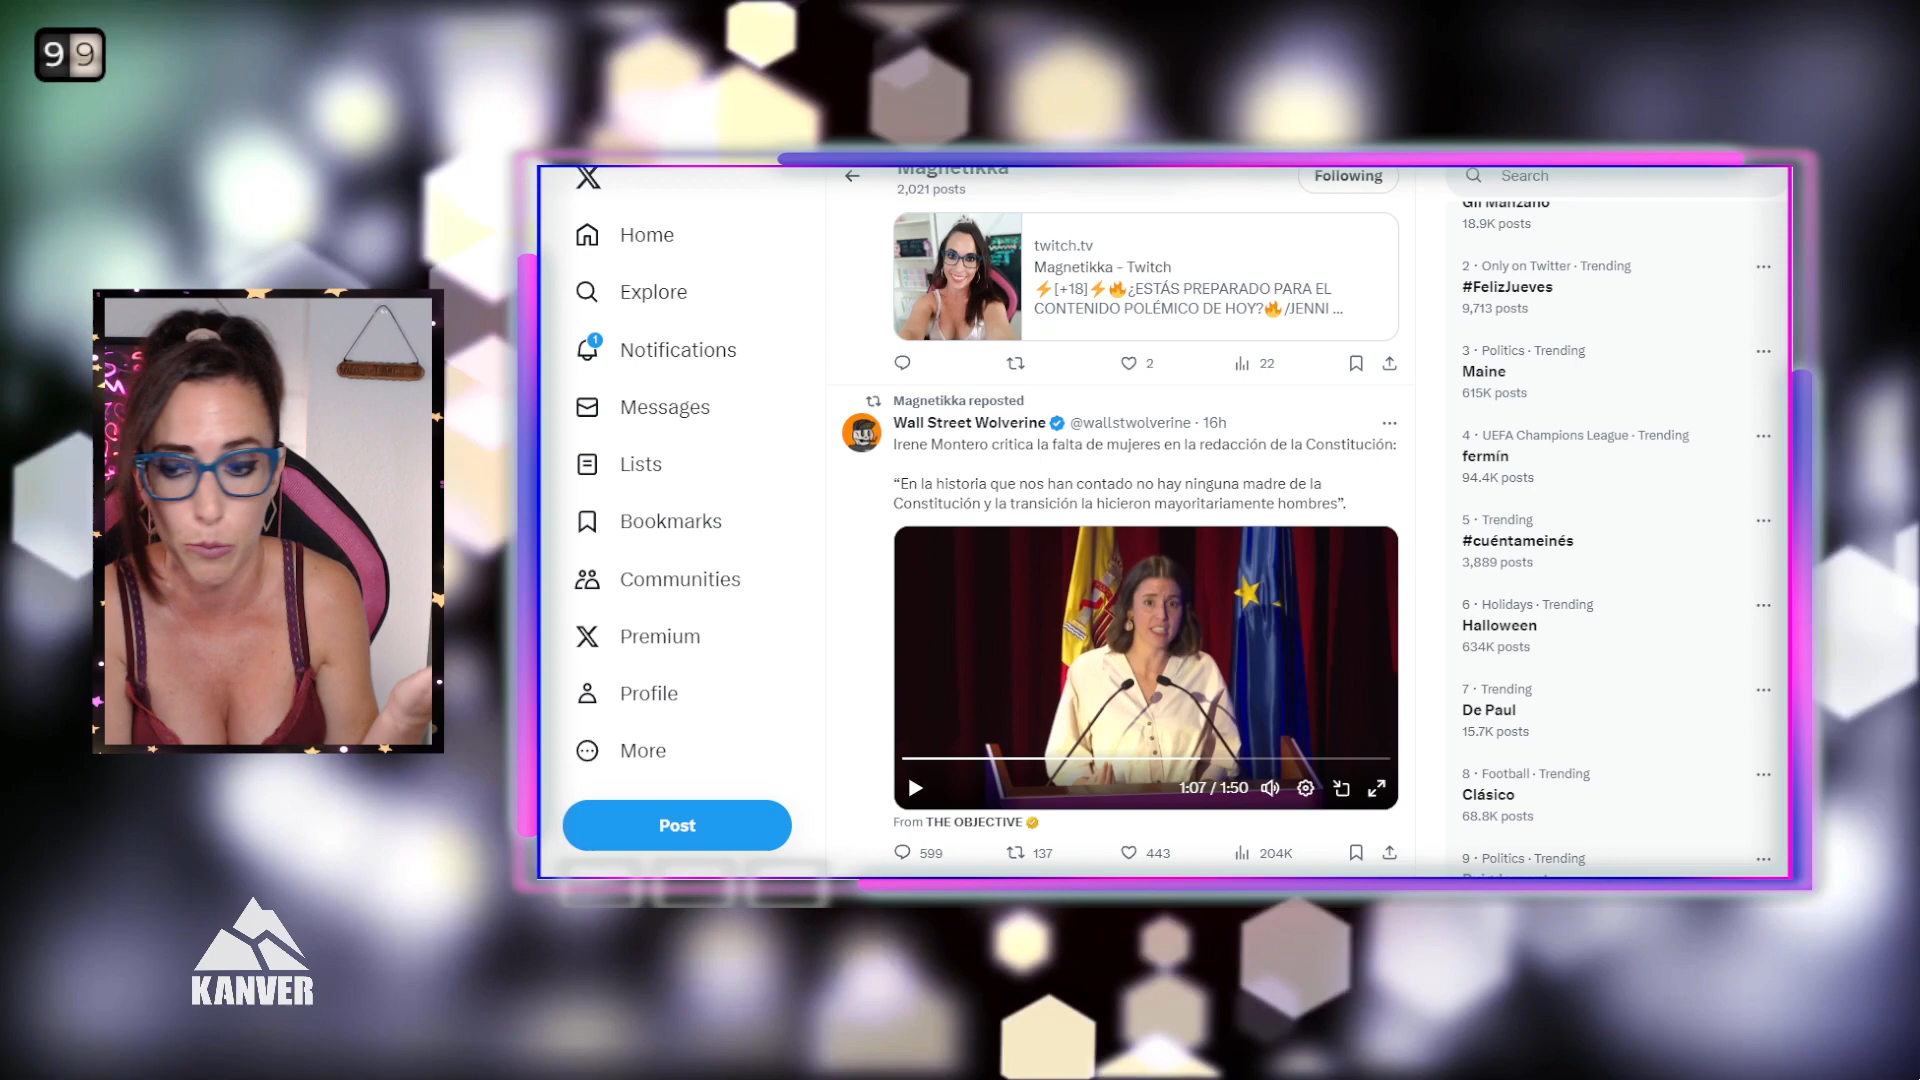 99
Magnetikka
2,021 posts
Following
Search
Home
Explore
1
Notifications
Messages
Lists
Bookmarks
Communities
Premium
Profile
More
Post
twitch.tv
Magnetikka - Twitch
⚡[+18]⚡🔥¿ESTÁS PREPARADO PARA EL
CONTENIDO POLÉMICO DE HOY?🔥/JENNI ...
2
22
Magnetikka reposted
Wall Street Wolverine @wallstwolverine · 16h
Irene Montero critica la falta de mujeres en la redacción de la Constitución:
“En la historia que nos han contado no hay ninguna madre de la
Constitución y la transición la hicieron mayoritariamente hombres”.
1:07 / 1:50
From THE OBJECTIVE
599
137
443
204K
Gil Manzano
18.9K posts
2 · Only on Twitter · Trending
#FelizJueves
9,713 posts
3 · Politics · Trending
Maine
615K posts
4 · UEFA Champions League · Trending
fermín
94.4K posts
5 · Trending
#cuéntameinés
3,889 posts
6 · Holidays · Trending
Halloween
634K posts
7 · Trending
De Paul
15.7K posts
8 · Football · Trending
Clásico
68.8K posts
9 · Politics · Trending
KANVER